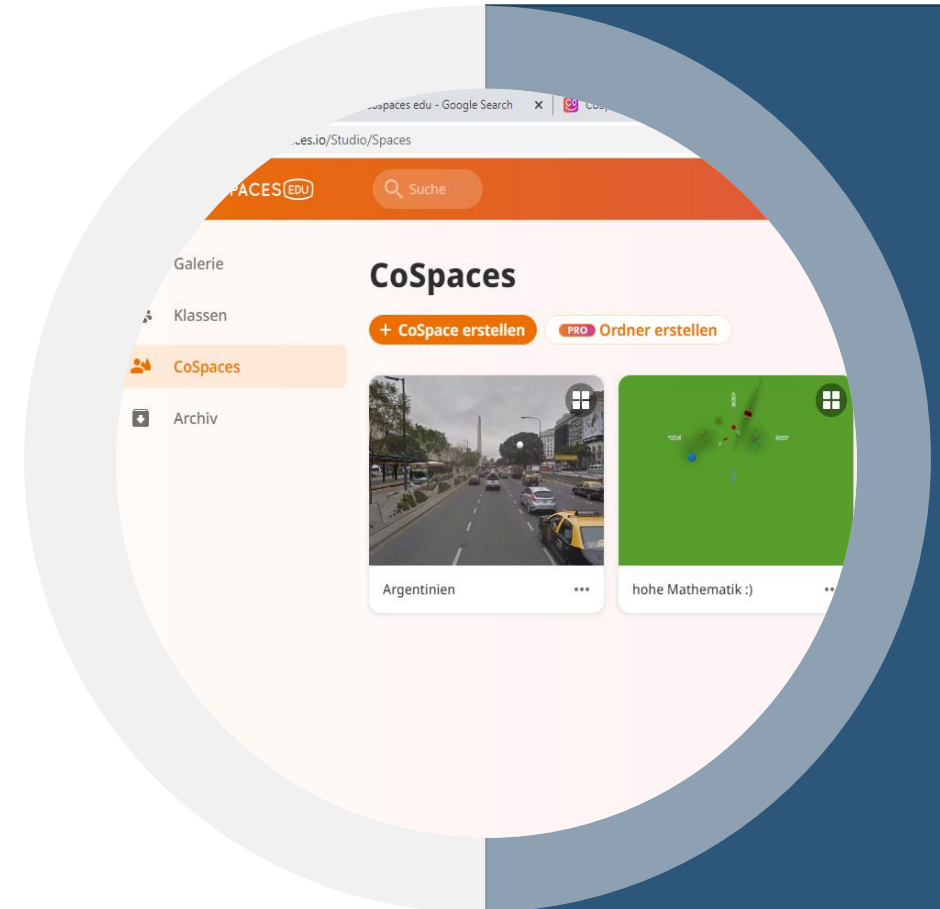 cospaces edu - Google Search
ces.io/Studio/Spaces
PACES EDU
Suche
Galerie
Klassen
CoSpaces
Archiv
CoSpaces
+ CoSpace erstellen
PRO Ordner erstellen
Argentinien
hohe Mathematik :)